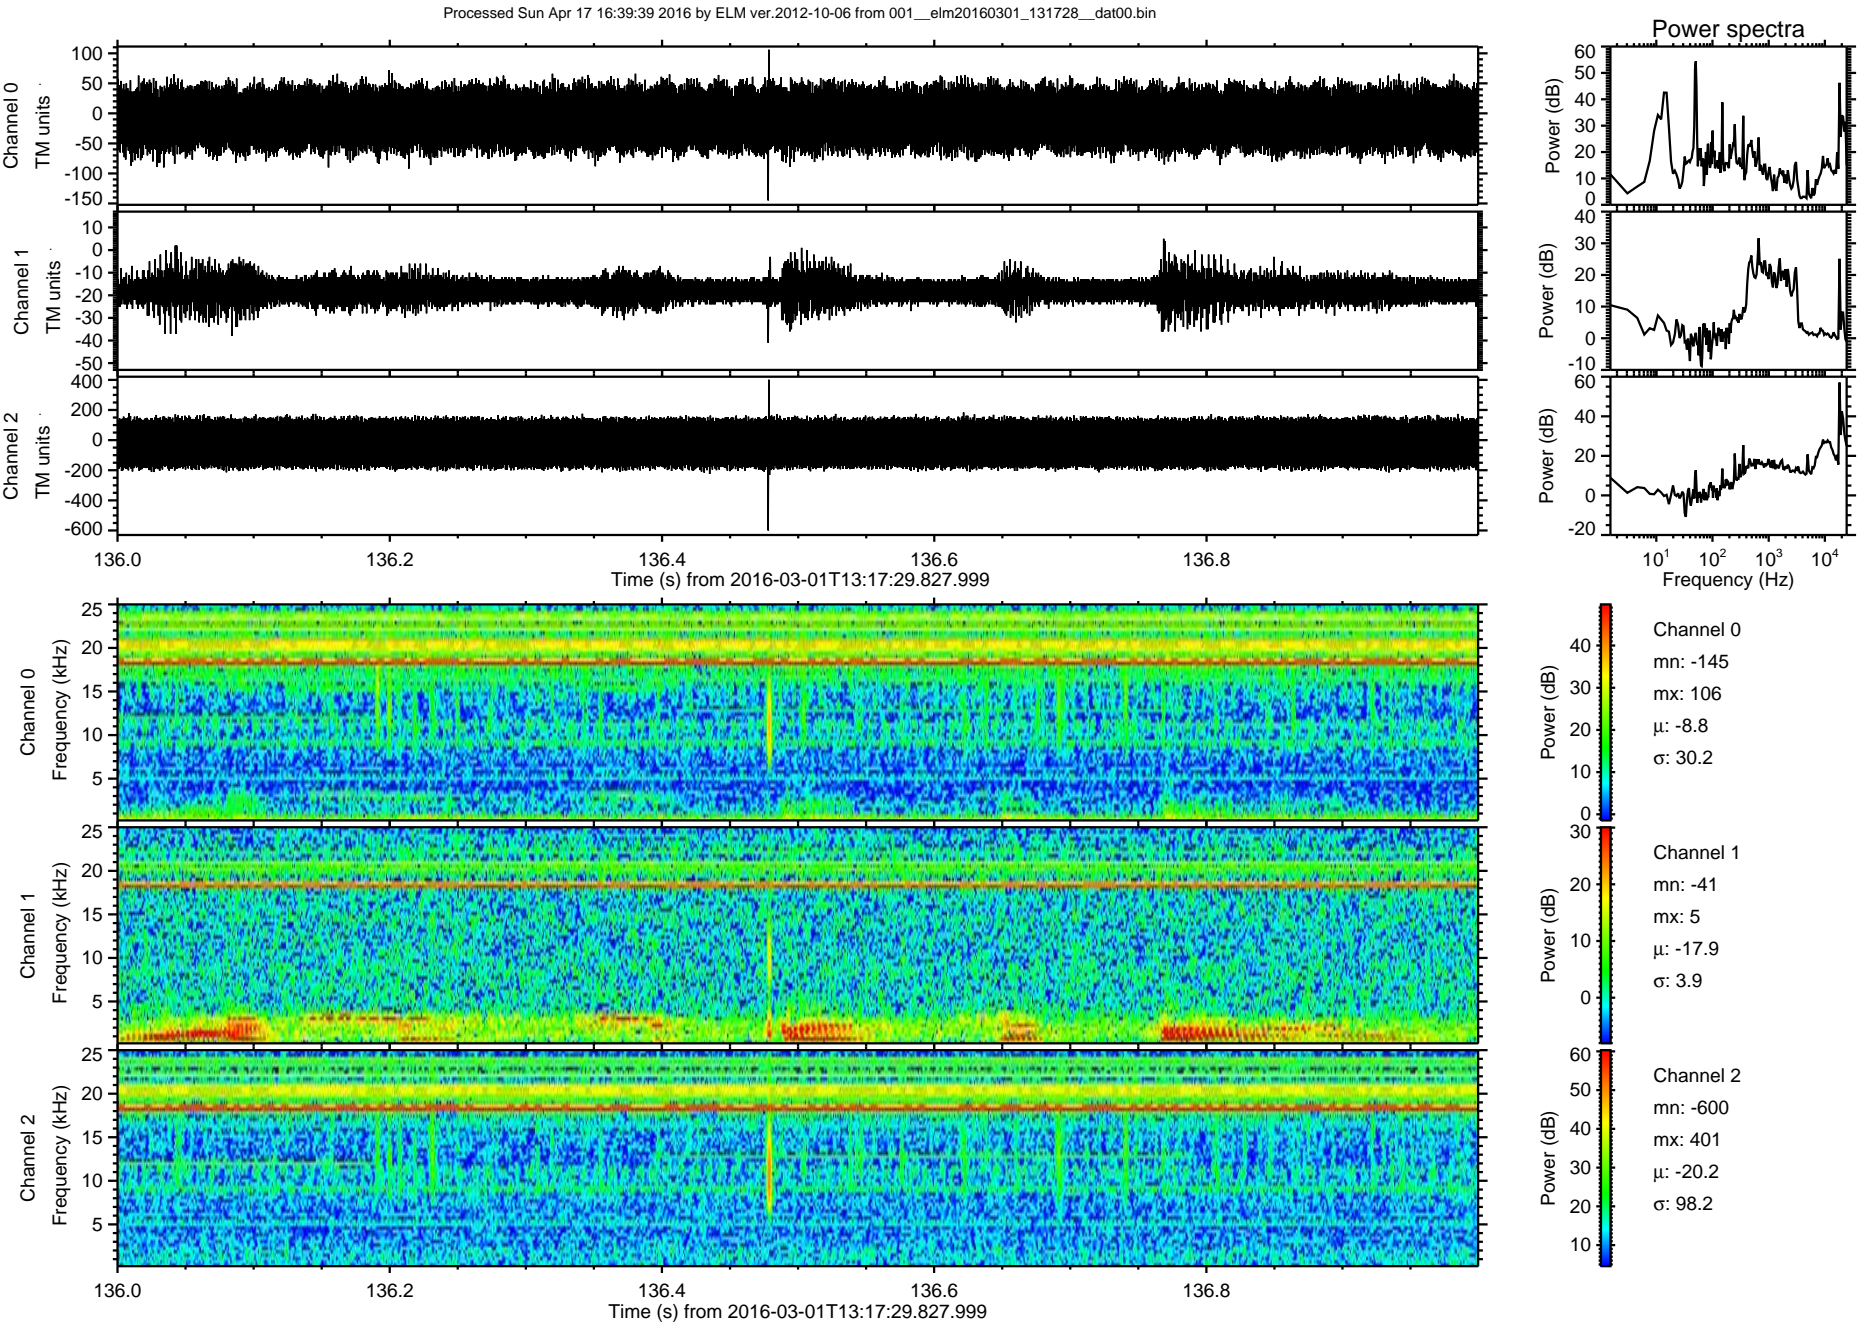 Processed Sun Apr 17 16:39:39 2016 by ELM ver.2012-10-06 from 001__elm20160301_131728__dat00.bin
Power spectra
Channel 0
TM units
100
50
0
-50
-100
-150
Power (dB)
60
50
40
30
20
10
0
Channel 1
TM units
10
0
-10
-20
-30
-40
-50
Power (dB)
40
30
20
10
0
-10
Channel 2
TM units
400
200
0
-200
-400
-600
Power (dB)
60
40
20
0
-20
136.0 136.2 136.4 136.6 136.8
Time (s) from 2016-03-01T13:17:29.827.999
10^1 10^2 10^3 10^4
Frequency (Hz)
Channel 0
Frequency (kHz)
25
20
15
10
5
Power (dB)
40
30
20
10
0
Channel 0
mn: -145
mx: 106
μ: -8.8
σ: 30.2
Channel 1
Frequency (kHz)
25
20
15
10
5
Power (dB)
30
20
10
0
Channel 1
mn: -41
mx: 5
μ: -17.9
σ: 3.9
Channel 2
Frequency (kHz)
25
20
15
10
5
Power (dB)
60
50
40
30
20
10
Channel 2
mn: -600
mx: 401
μ: -20.2
σ: 98.2
136.0 136.2 136.4 136.6 136.8
Time (s) from 2016-03-01T13:17:29.827.999